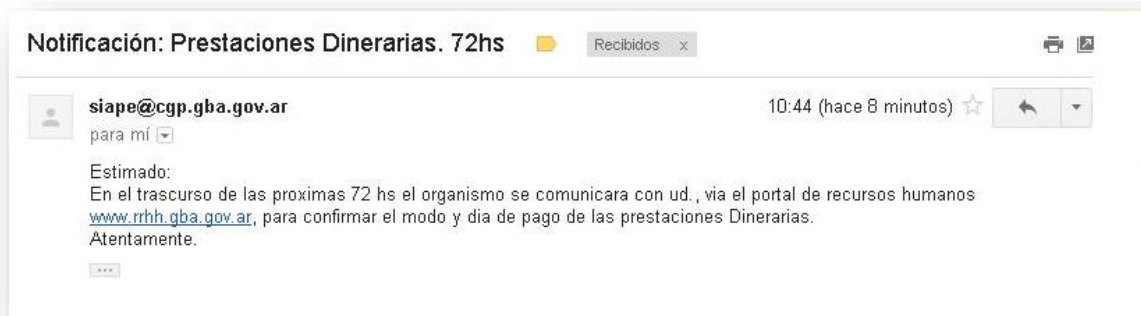 Notificación: Prestaciones Dinerarias. 72hs Recibidos x
siape@cgp.gba.gov.ar 10:44 (hace 8 minutos)
para mí
Estimado:
En el trascurso de las proximas 72 hs el organismo se comunicara con ud., via el portal de recursos humanos
www.rrhh.gba.gov.ar, para confirmar el modo y dia de pago de las prestaciones Dinerarias.
Atentamente.